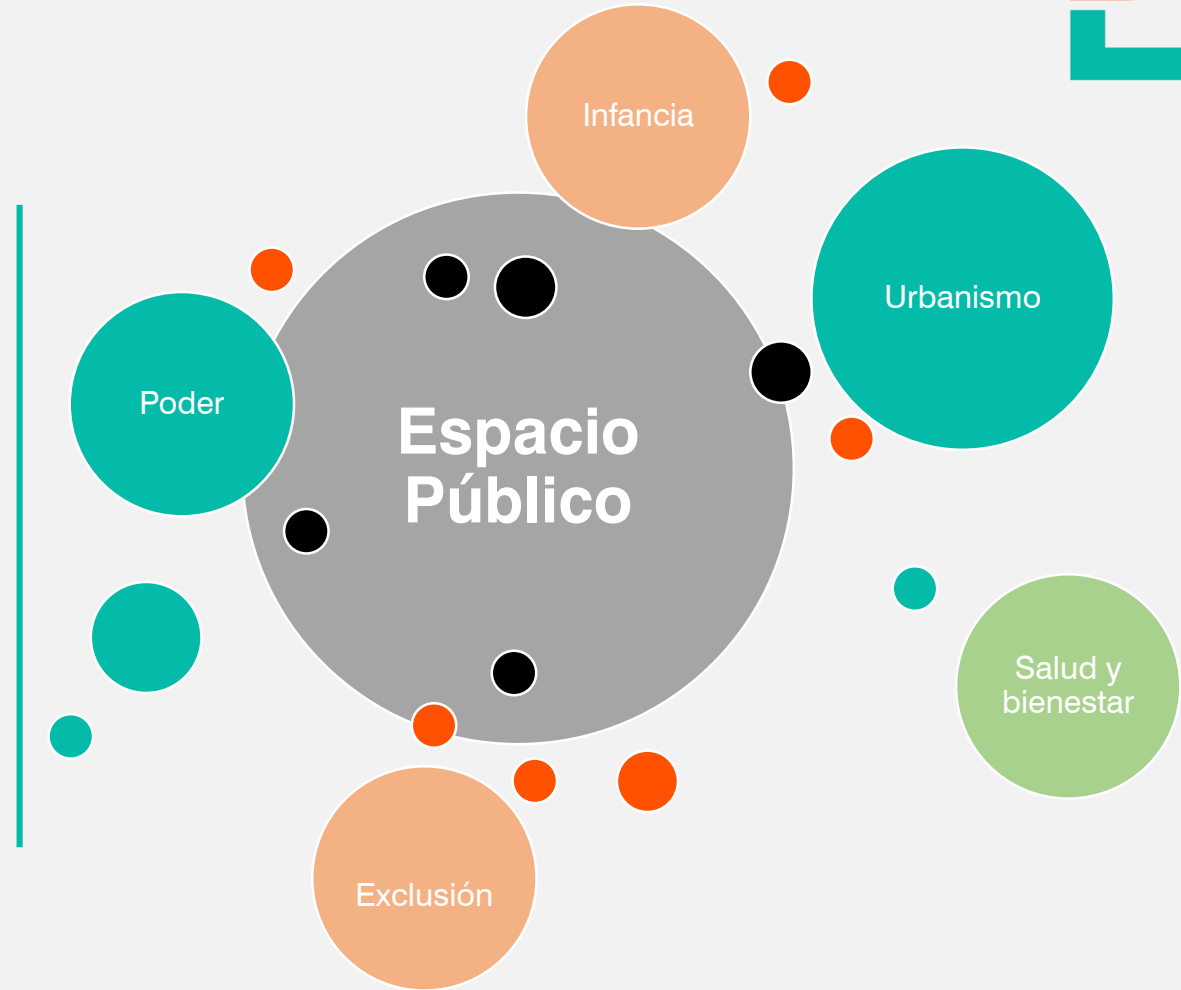 Infancia
Urbanismo
Poder
Espacio
Público
Salud y
bienestar
Exclusión